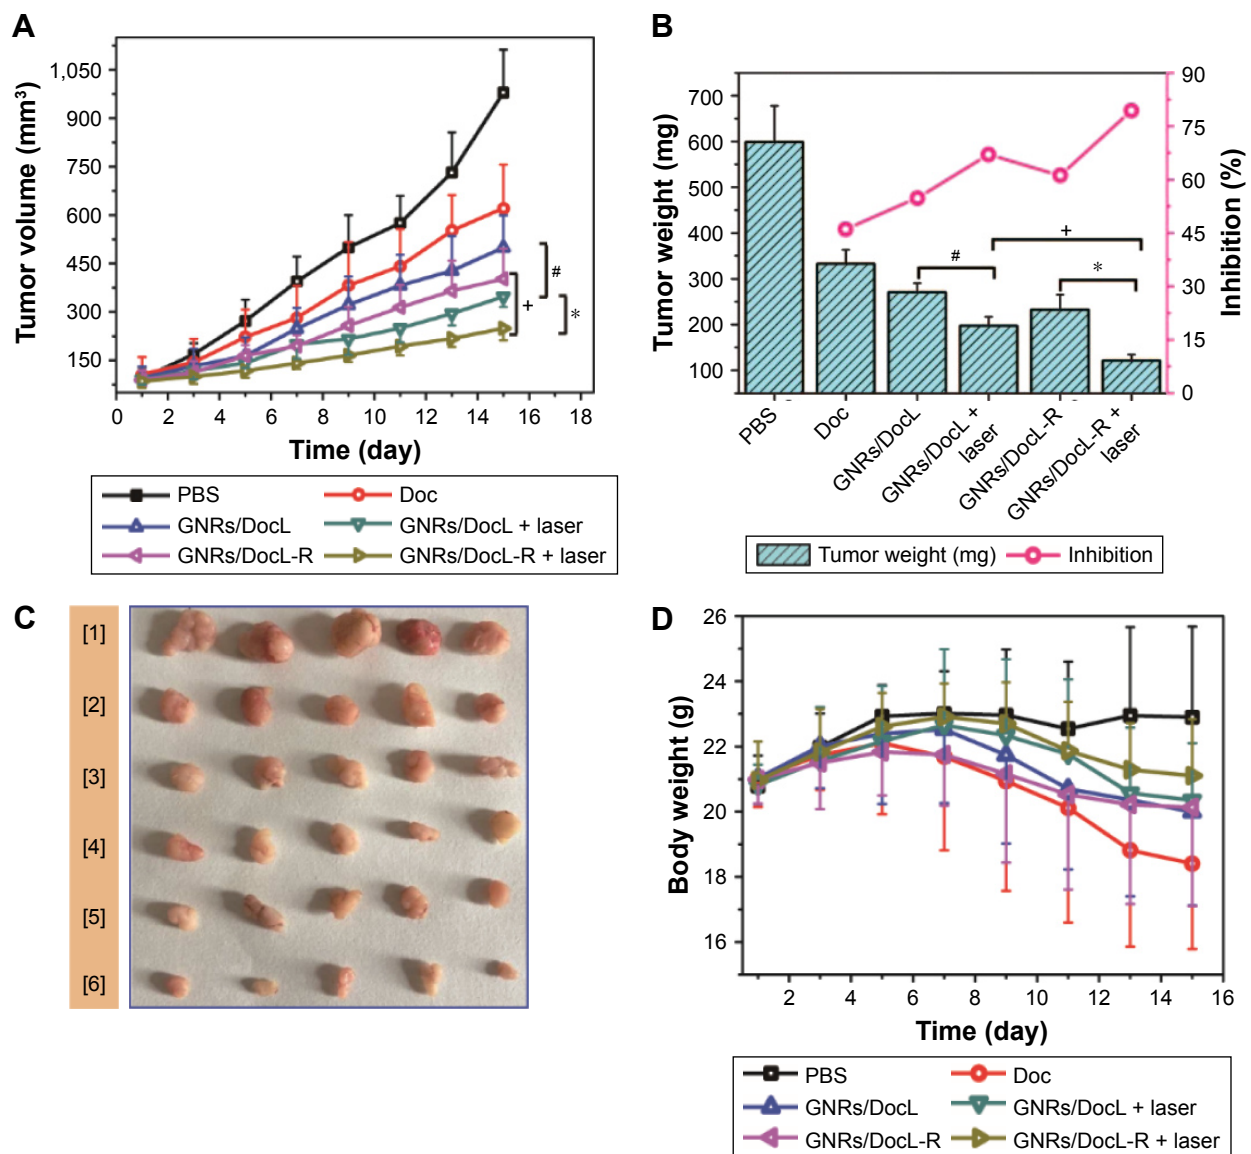 A
Tumor volume (mm³)
1,050
900
750
600
450
300
150
#
+
*
0 2 4 6 8 10 12 14 16 18
Time (day)
PBS Doc
GNRs/DocL GNRs/DocL + laser
GNRs/DocL-R GNRs/DocL-R + laser
B
Tumor weight (mg)
700
600
500
400
300
200
100
90
75
60
45
30
15
0
Inhibition (%)
+
#
*
PBS
Doc
GNRs/DocL
GNRs/DocL +
laser
GNRs/DocL-R
GNRs/DocL-R +
laser
Tumor weight (mg) Inhibition
C
[1]
[2]
[3]
[4]
[5]
[6]
D
Body weight (g)
26
24
22
20
18
16
2 4 6 8 10 12 14 16
Time (day)
PBS Doc
GNRs/DocL GNRs/DocL + laser
GNRs/DocL-R GNRs/DocL-R + laser